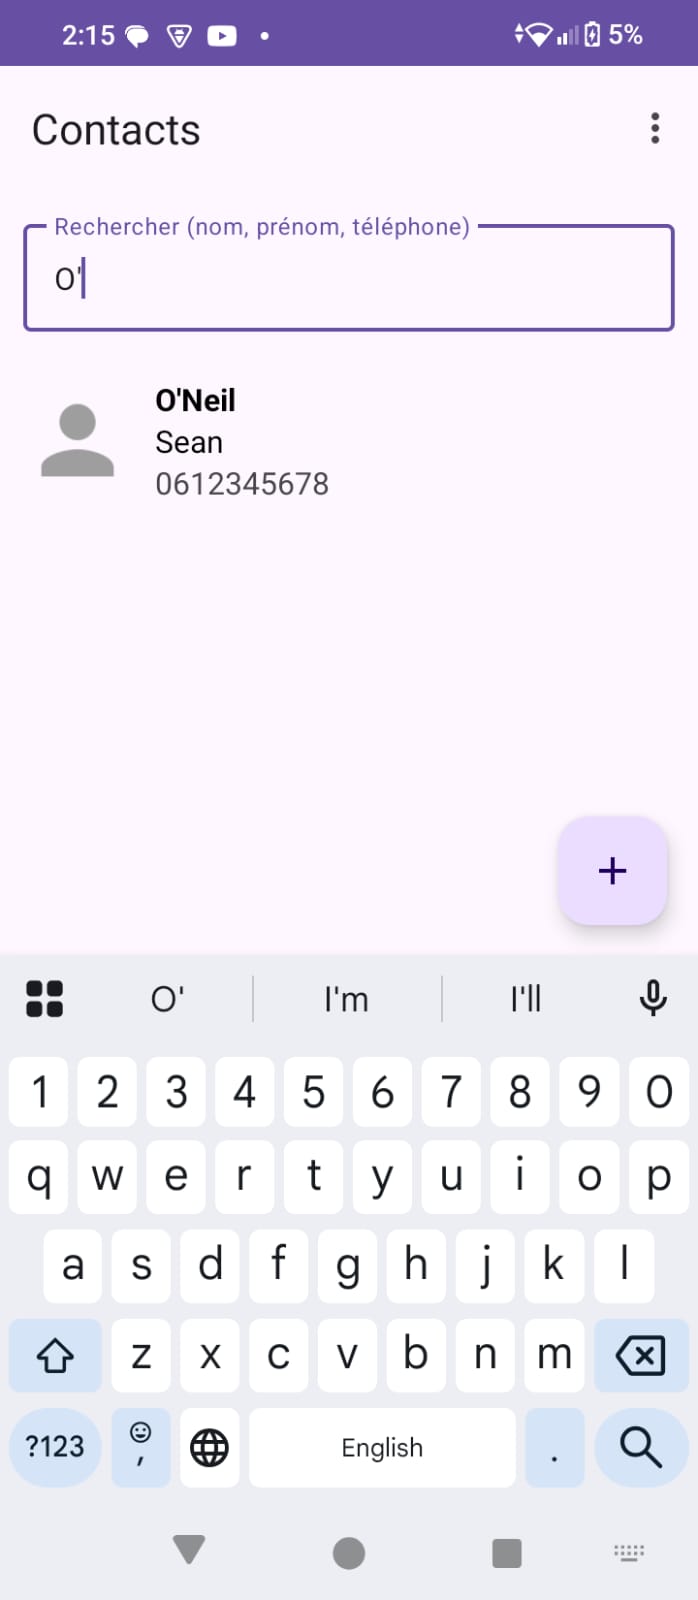 2:15
5%
Contacts
Rechercher (nom, prénom, téléphone)
O'
O'Neil
Sean
0612345678
+
O' I'm I'll
1 2 3 4 5 6 7 8 9 0
q w e r t y u i o p
a s d f g h j k l
z x c v b n m
?123 , English .